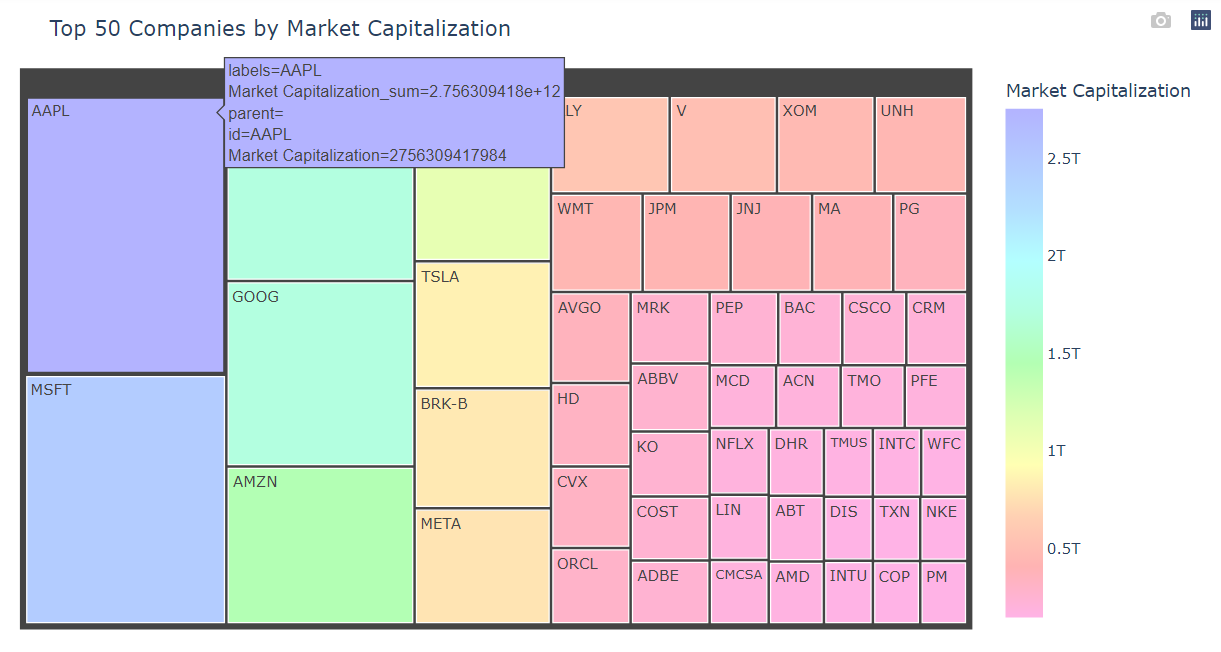 Top 50 Companies by Market Capitalization
labels=AAPL
Market Capitalization_sum=2.756309418e+12
parent=
id=AAPL
Market Capitalization=2756309417984
AAPL
MSFT
GOOG
AMZN
TSLA
BRK-B
META
LY
V
XOM
UNH
WMT
JPM
JNJ
MA
PG
AVGO
HD
CVX
ORCL
MRK
ABBV
KO
COST
ADBE
PEP
BAC
CSCO
CRM
MCD
ACN
TMO
PFE
NFLX
DHR
TMUS
INTC
WFC
LIN
ABT
DIS
TXN
NKE
CMCSA
AMD
INTU
COP
PM
Market Capitalization
2.5T
2T
1.5T
1T
0.5T